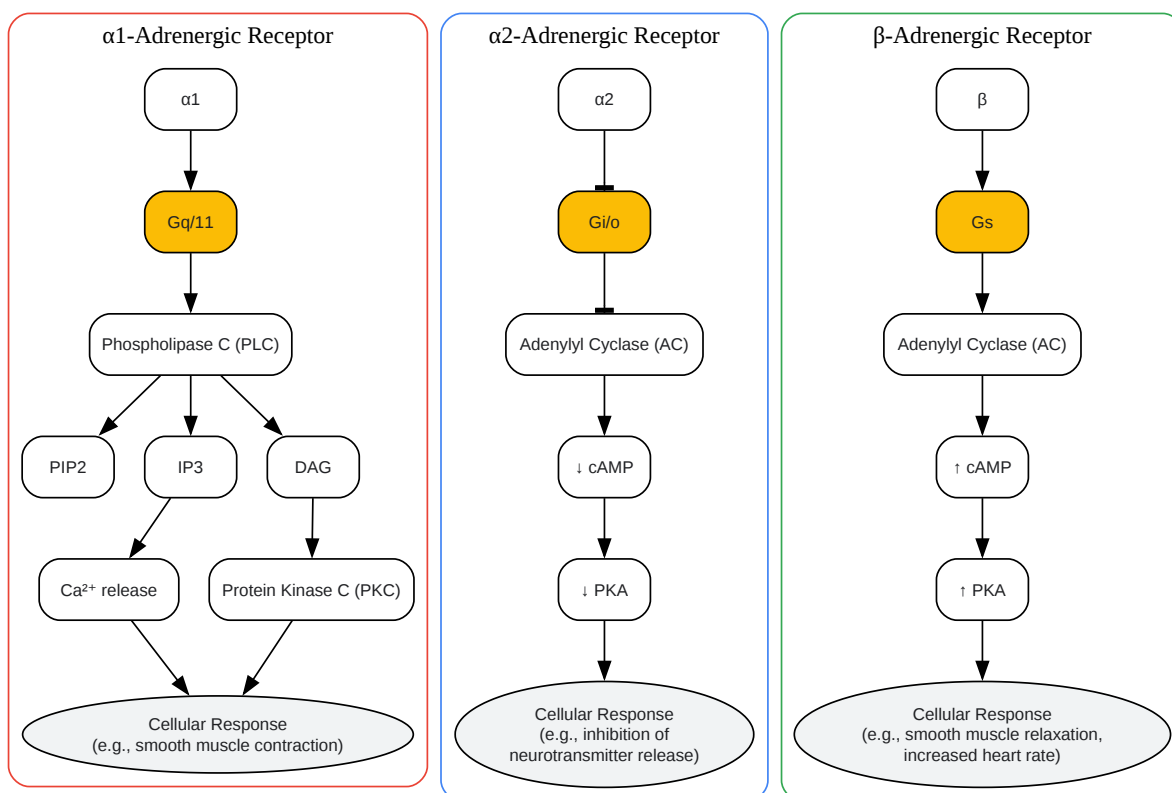 α1-Adrenergic Receptor
α1
Gq/11
Phospholipase C (PLC)
PIP2
IP3
DAG
Ca²⁺ release
Protein Kinase C (PKC)
Cellular Response
(e.g., smooth muscle contraction)
α2-Adrenergic Receptor
α2
Gi/o
Adenylyl Cyclase (AC)
↓ cAMP
↓ PKA
Cellular Response
(e.g., inhibition of
neurotransmitter release)
β-Adrenergic Receptor
β
Gs
Adenylyl Cyclase (AC)
↑ cAMP
↑ PKA
Cellular Response
(e.g., smooth muscle relaxation,
increased heart rate)